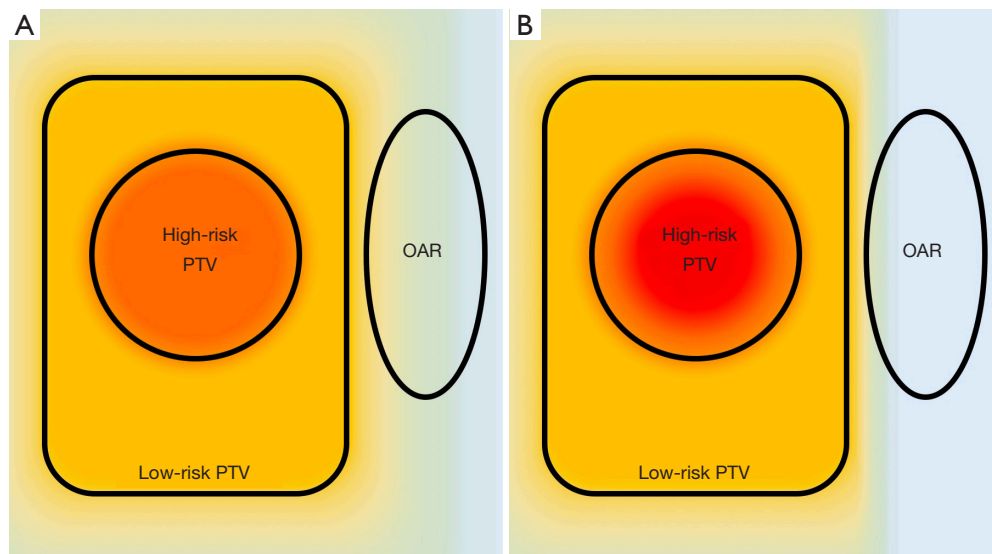 A
High-risk
PTV
OAR
Low-risk PTV
B
High-risk
PTV
OAR
Low-risk PTV